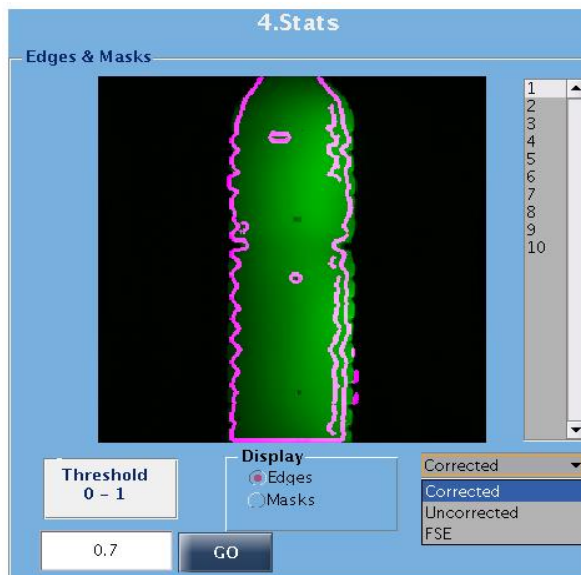 4.Stats
Edges & Masks
1
2
3
4
5
6
7
8
9
10
Threshold
0 - 1
Display
Edges
Masks
Corrected
Corrected
Uncorrected
FSE
0.7
GO